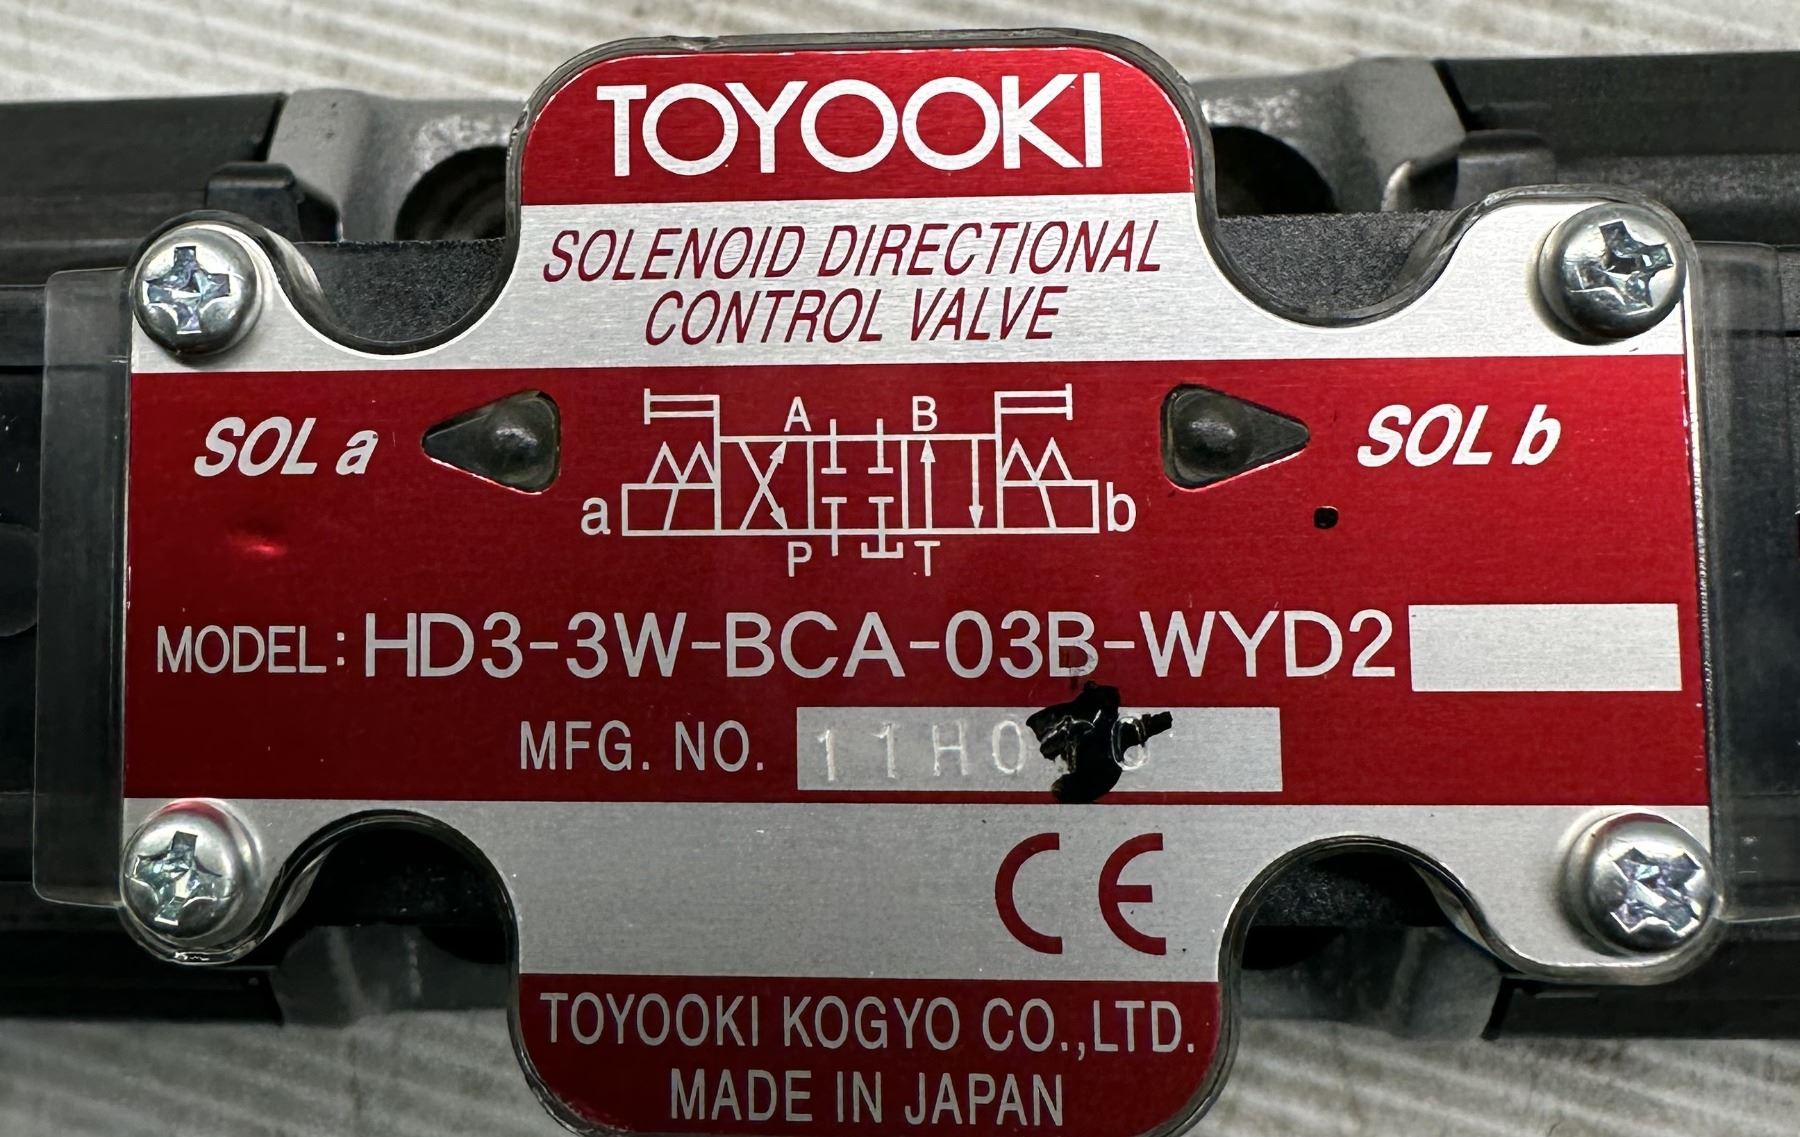 TOYOOKI
SOLENOID DIRECTIONAL
CONTROL VALVE
SOL a
A B
SOL b
a
b
P T
MODEL: HD3-3W-BCA-03B-WYD2
MFG. NO.
CE
TOYOOKI KOGYO CO.,LTD.
MADE IN JAPAN